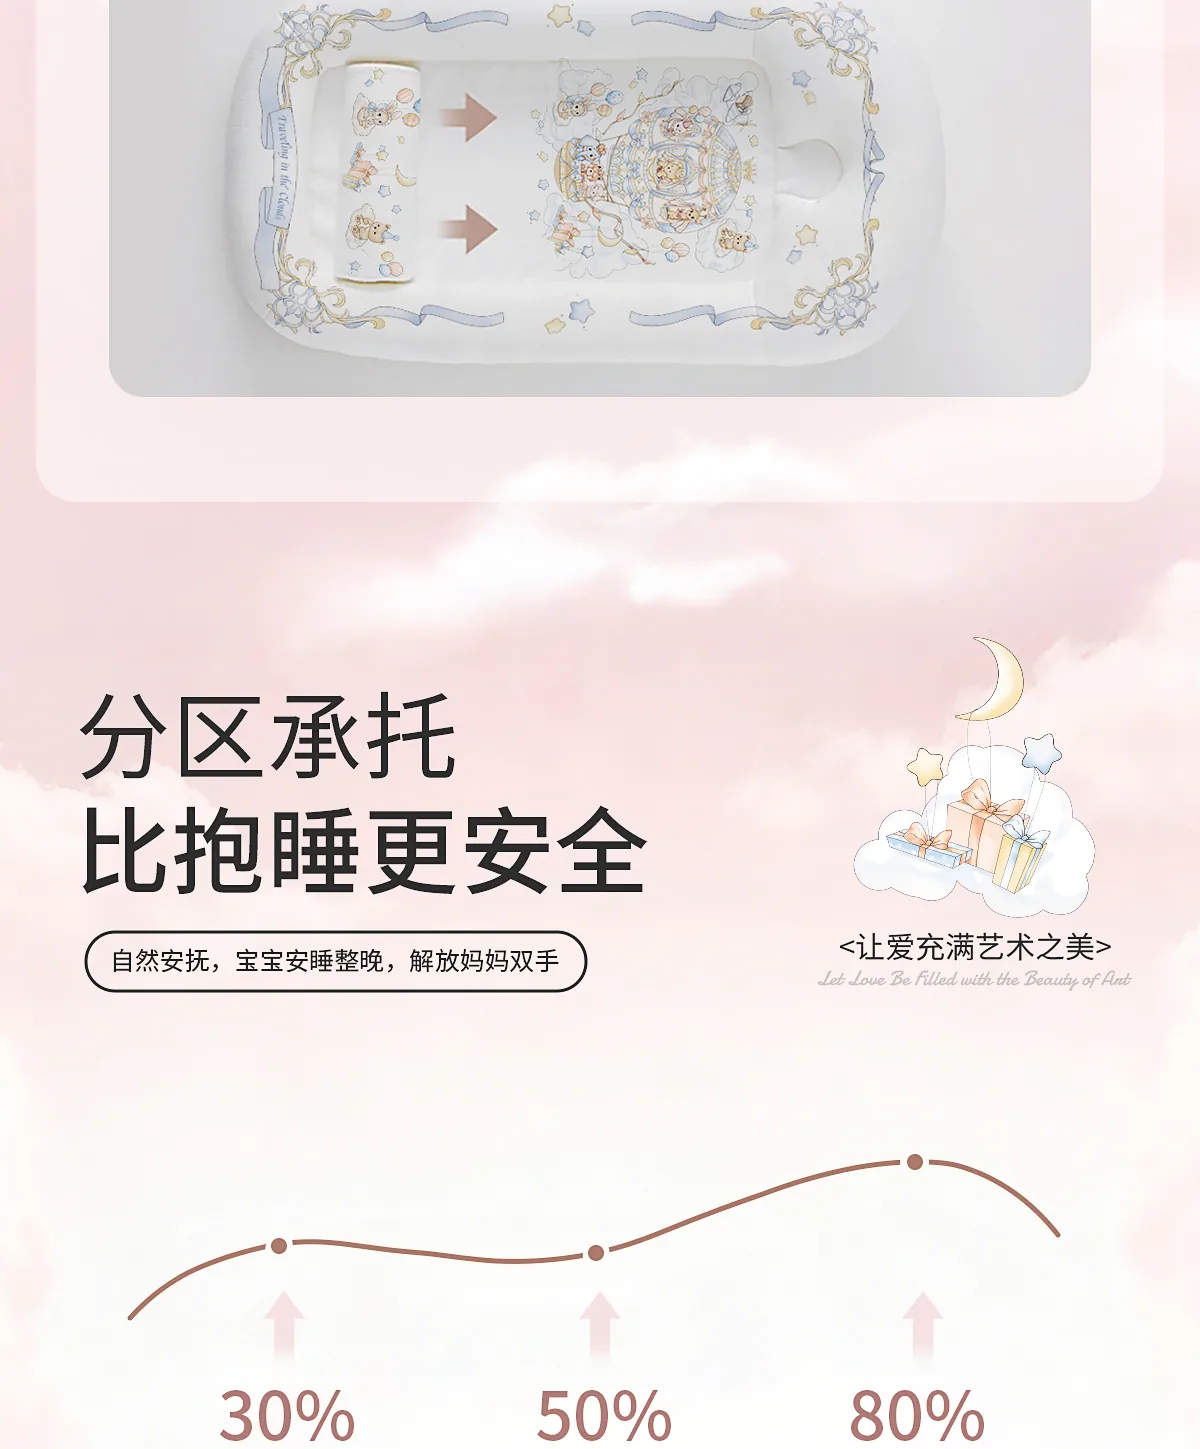 Traveling in the Clouds
分区承托
比抱睡更安全
自然安抚，宝宝安睡整晚，解放妈妈双手
<让爱充满艺术之美>
Let Love Be Filled with the Beauty of Art
30%
50%
80%